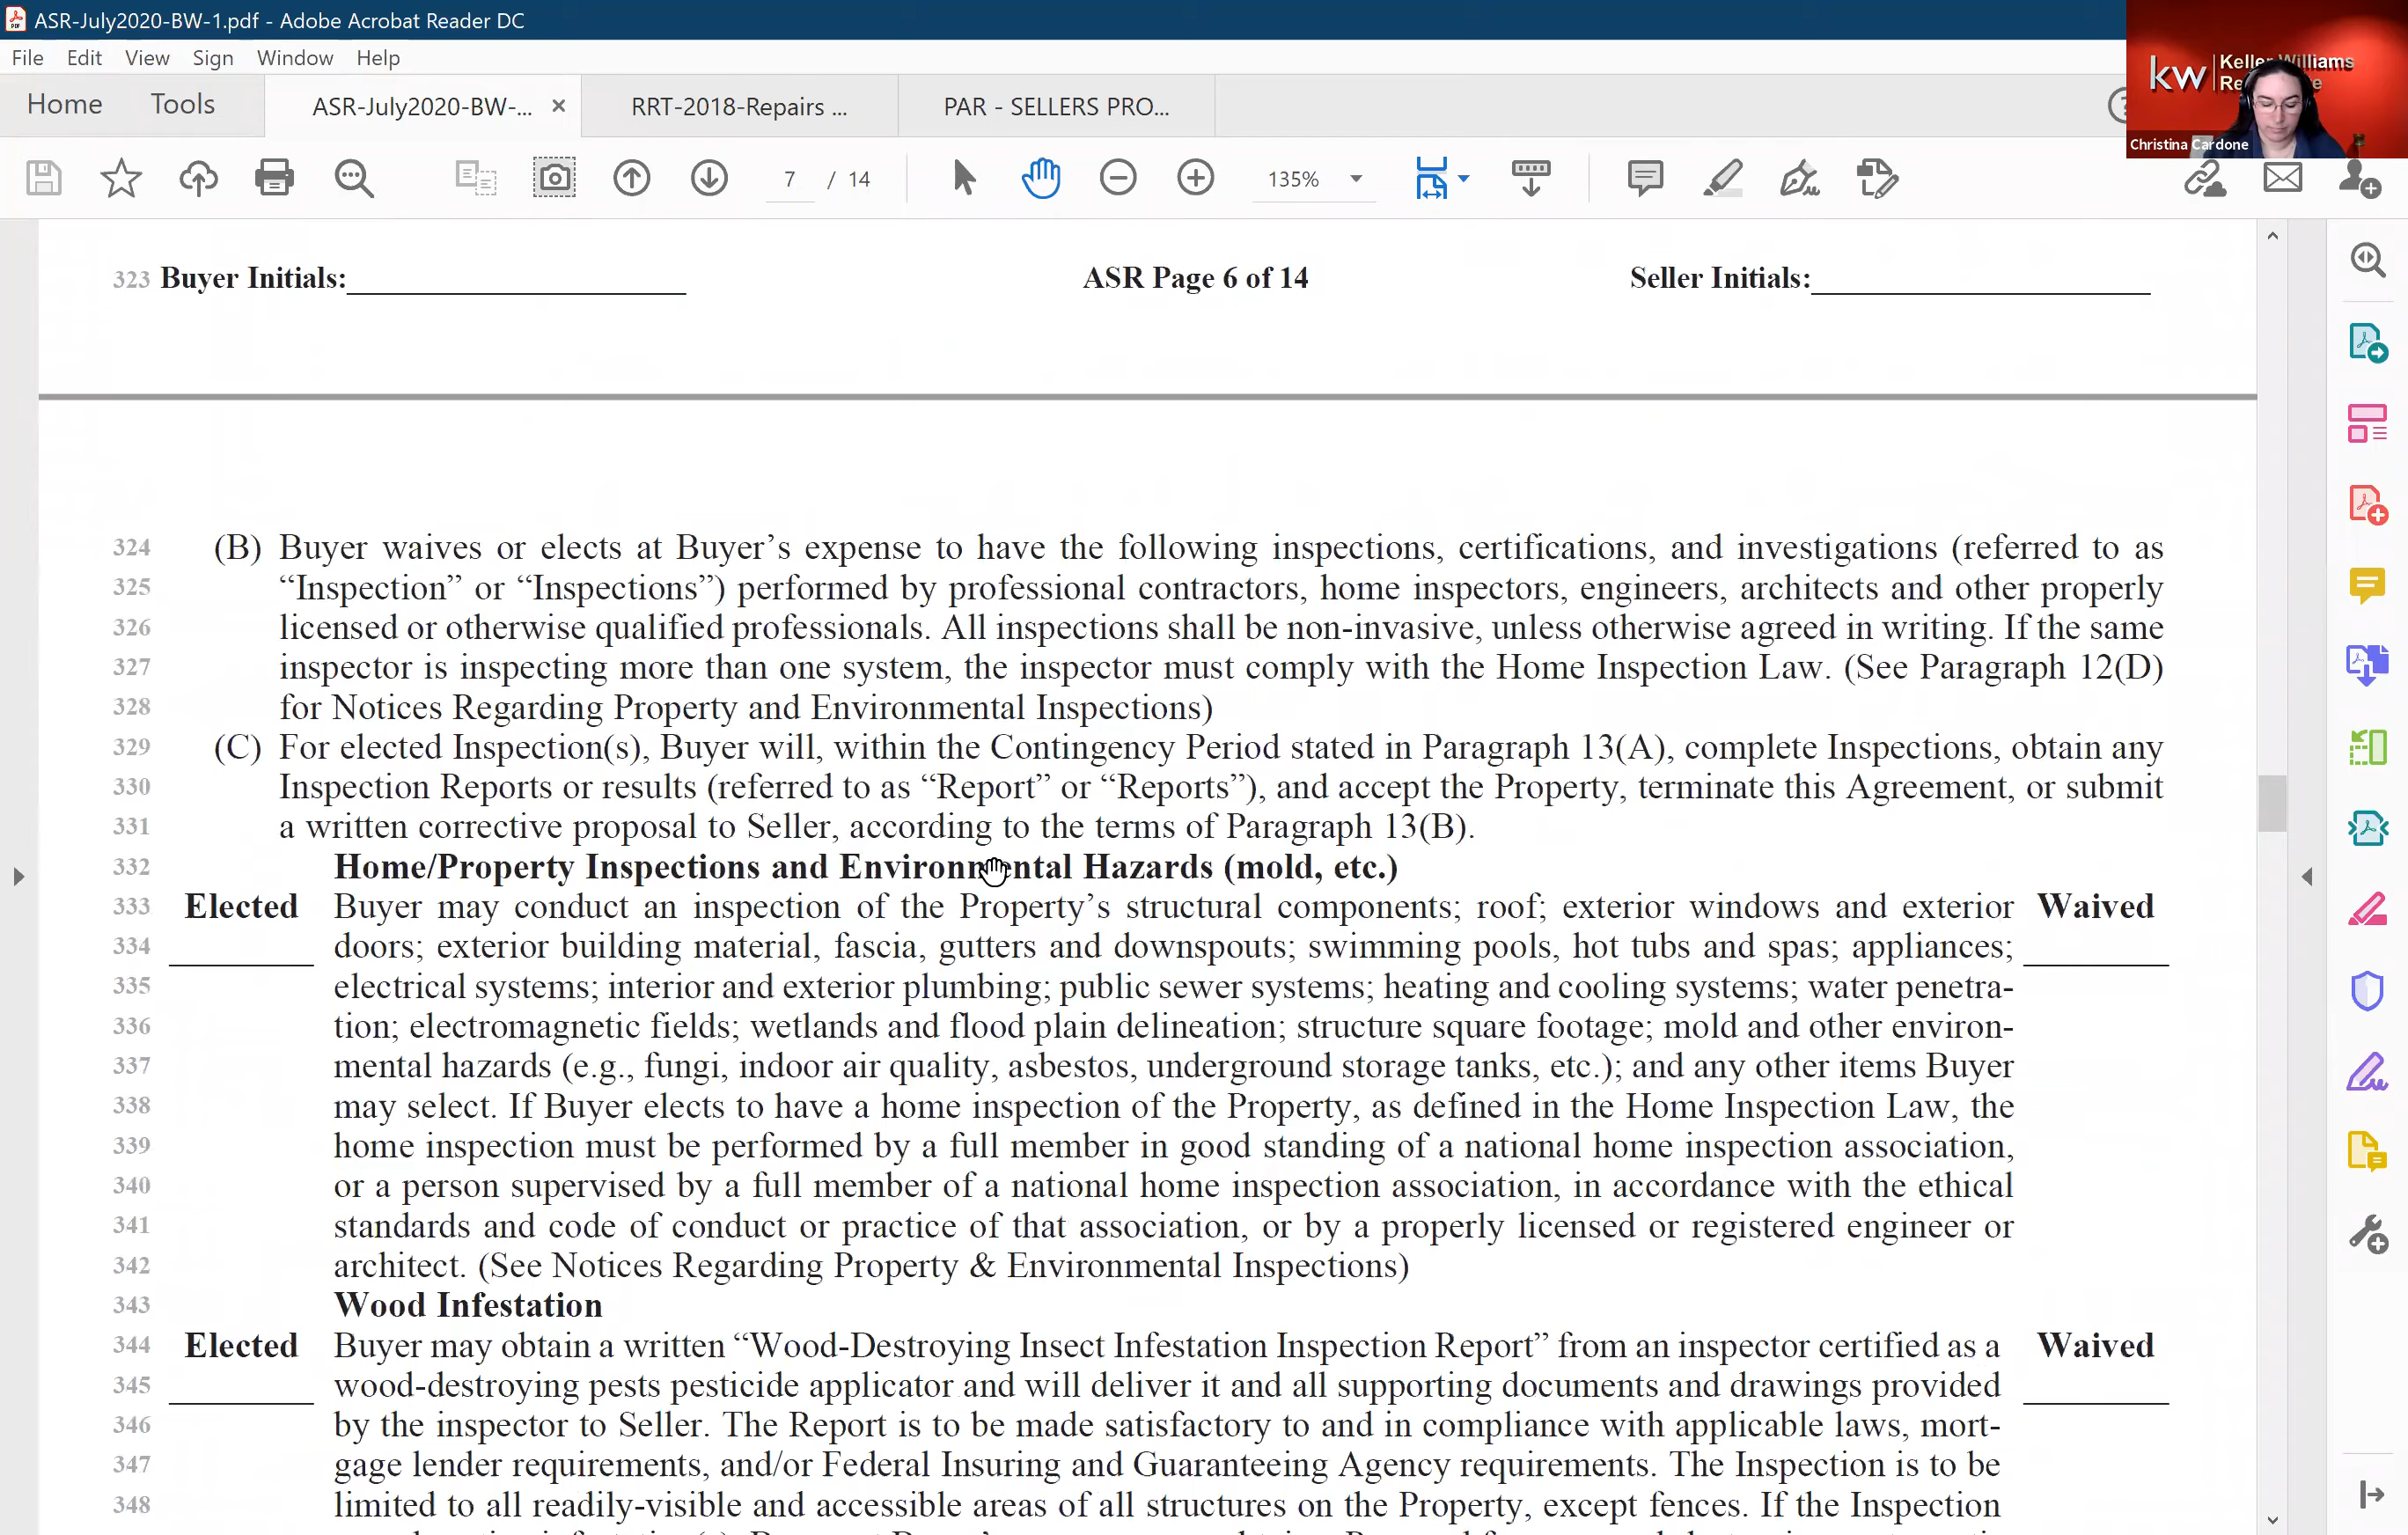 ASR-July2020-BW-1.pdf - Adobe Acrobat Reader DC
File Edit View Sign Window Help
kw Keller Williams
Christina Cardone
Home Tools ASR-July2020-BW-... × RRT-2018-Repairs ... PAR - SELLERS PRO...
7 / 14 135%
323 Buyer Initials:____________ ASR Page 6 of 14 Seller Initials:____________
324 (B) Buyer waives or elects at Buyer’s expense to have the following inspections, certifications, and investigations (referred to as
325 “Inspection” or “Inspections”) performed by professional contractors, home inspectors, engineers, architects and other properly
326 licensed or otherwise qualified professionals. All inspections shall be non-invasive, unless otherwise agreed in writing. If the same
327 inspector is inspecting more than one system, the inspector must comply with the Home Inspection Law. (See Paragraph 12(D)
328 for Notices Regarding Property and Environmental Inspections)
329 (C) For elected Inspection(s), Buyer will, within the Contingency Period stated in Paragraph 13(A), complete Inspections, obtain any
330 Inspection Reports or results (referred to as “Report” or “Reports”), and accept the Property, terminate this Agreement, or submit
331 a written corrective proposal to Seller, according to the terms of Paragraph 13(B).
332 Home/Property Inspections and Environmental Hazards (mold, etc.)
333 Elected Buyer may conduct an inspection of the Property’s structural components; roof; exterior windows and exterior Waived
334 doors; exterior building material, fascia, gutters and downspouts; swimming pools, hot tubs and spas; appliances;
335 electrical systems; interior and exterior plumbing; public sewer systems; heating and cooling systems; water penetra-
336 tion; electromagnetic fields; wetlands and flood plain delineation; structure square footage; mold and other environ-
337 mental hazards (e.g., fungi, indoor air quality, asbestos, underground storage tanks, etc.); and any other items Buyer
338 may select. If Buyer elects to have a home inspection of the Property, as defined in the Home Inspection Law, the
339 home inspection must be performed by a full member in good standing of a national home inspection association,
340 or a person supervised by a full member of a national home inspection association, in accordance with the ethical
341 standards and code of conduct or practice of that association, or by a properly licensed or registered engineer or
342 architect. (See Notices Regarding Property & Environmental Inspections)
343 Wood Infestation
344 Elected Buyer may obtain a written “Wood-Destroying Insect Infestation Inspection Report” from an inspector certified as a Waived
345 wood-destroying pests pesticide applicator and will deliver it and all supporting documents and drawings provided
346 by the inspector to Seller. The Report is to be made satisfactory to and in compliance with applicable laws, mort-
347 gage lender requirements, and/or Federal Insuring and Guaranteeing Agency requirements. The Inspection is to be
348 limited to all readily-visible and accessible areas of all structures on the Property, except fences. If the Inspection